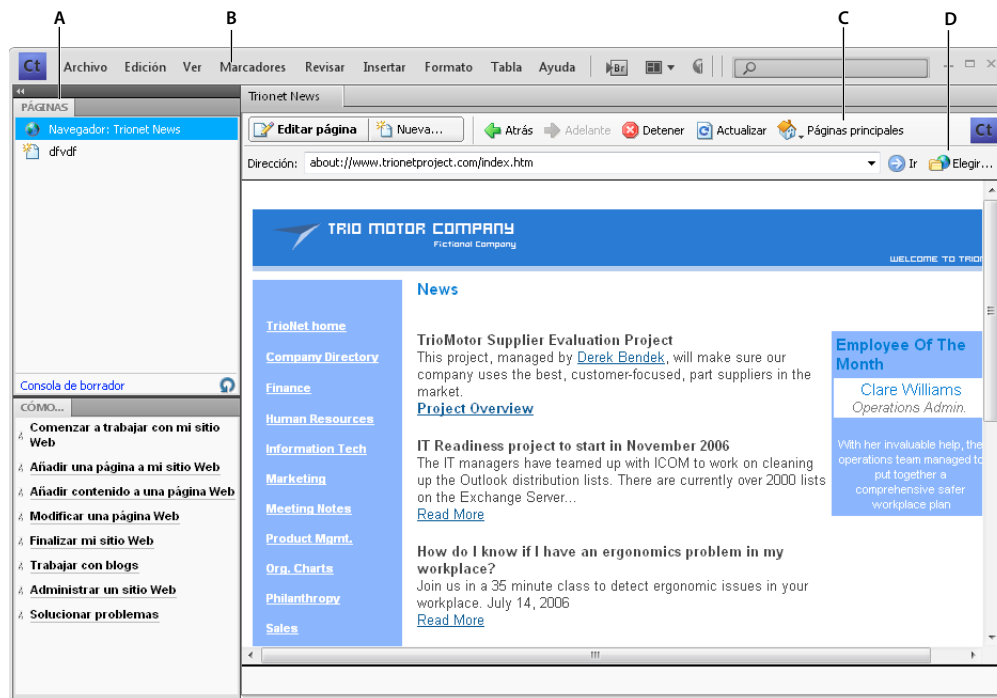 A
B
C
D
Ct
Archivo Edición Ver Marcadores Revisar Insertar Formato Tabla Ayuda
Br
PÁGINAS
Navegador: Trionet News
dfvdf
Consola de borrador
CÓMO...
Comenzar a trabajar con mi sitio
Web
Añadir una página a mi sitio Web
Añadir contenido a una página Web
Modificar una página Web
Finalizar mi sitio Web
Trabajar con blogs
Administrar un sitio Web
Solucionar problemas
Trionet News
Editar página Nueva... Atrás Adelante Detener Actualizar Páginas principales Ct
Dirección: about://www.trionetproject.com/index.htm Ir Elegir...
TRIO MOTOR COMPANY
Fictional Company
WELCOME TO TRION
TrioNet home
Company Directory
Finance
Human Resources
Information Tech
Marketing
Meeting Notes
Product Mgmt.
Org. Charts
Philanthropy
Sales
News
TrioMotor Supplier Evaluation Project
This project, managed by Derek Bendek, will make sure our
company uses the best, customer-focused, part suppliers in the
market.
Project Overview
IT Readiness project to start in November 2006
The IT managers have teamed up with ICOM to work on cleaning
up the Outlook distribution lists. There are currently over 2000 lists
on the Exchange Server...
Read More
How do I know if I have an ergonomics problem in my
workplace?
Join us in a 35 minute class to detect ergonomic issues in your
workplace. July 14, 2006
Read More
Employee Of The
Month
Clare Williams
Operations Admin.
With her invaluable help, the
operations team managed to
put together a
comprehensive safer
workplace plan